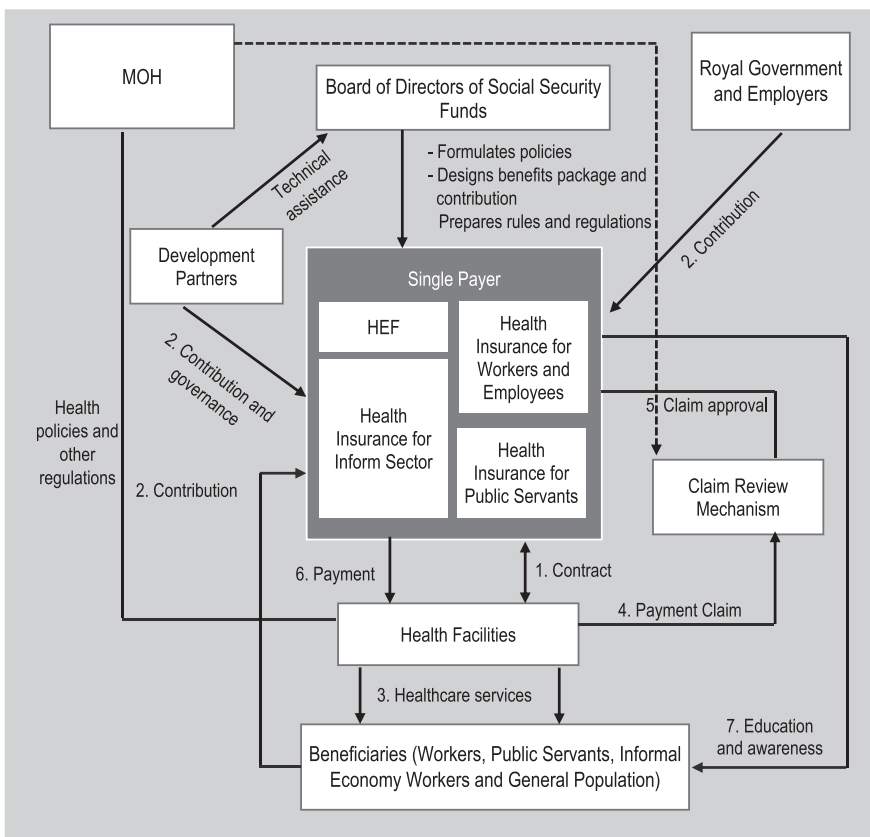 MOH
Royal Government
and Employers
Board of Directors of Social Security
Funds
- Formulates policies
- Designs benefits package and
contribution
Prepares rules and regulations
Technical
assistance
Development
Partners
2. Contribution
Single Payer
HEF
Health
Insurance for
Workers and
Employees
2. Contribution and
governance
Health
Insurance for
Inform Sector
Health
Insurance for
Public Servants
5. Claim approval
Health
policies and
other
regulations
2. Contribution
Claim Review
Mechanism
6. Payment
1. Contract
4. Payment Claim
Health Facilities
3. Healthcare services
7. Education
and awareness
Beneficiaries (Workers, Public Servants, Informal
Economy Workers and General Population)